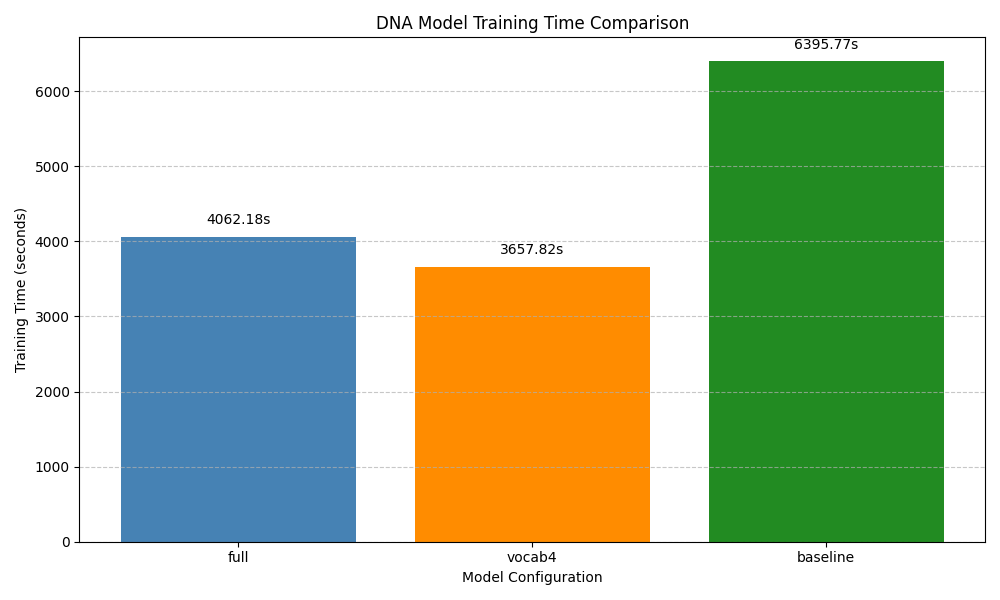 DNA Model Training Time Comparison
6395.77s
4062.18s
3657.82s
6000
5000
4000
3000
2000
1000
0
Training Time (seconds)
full
vocab4
baseline
Model Configuration